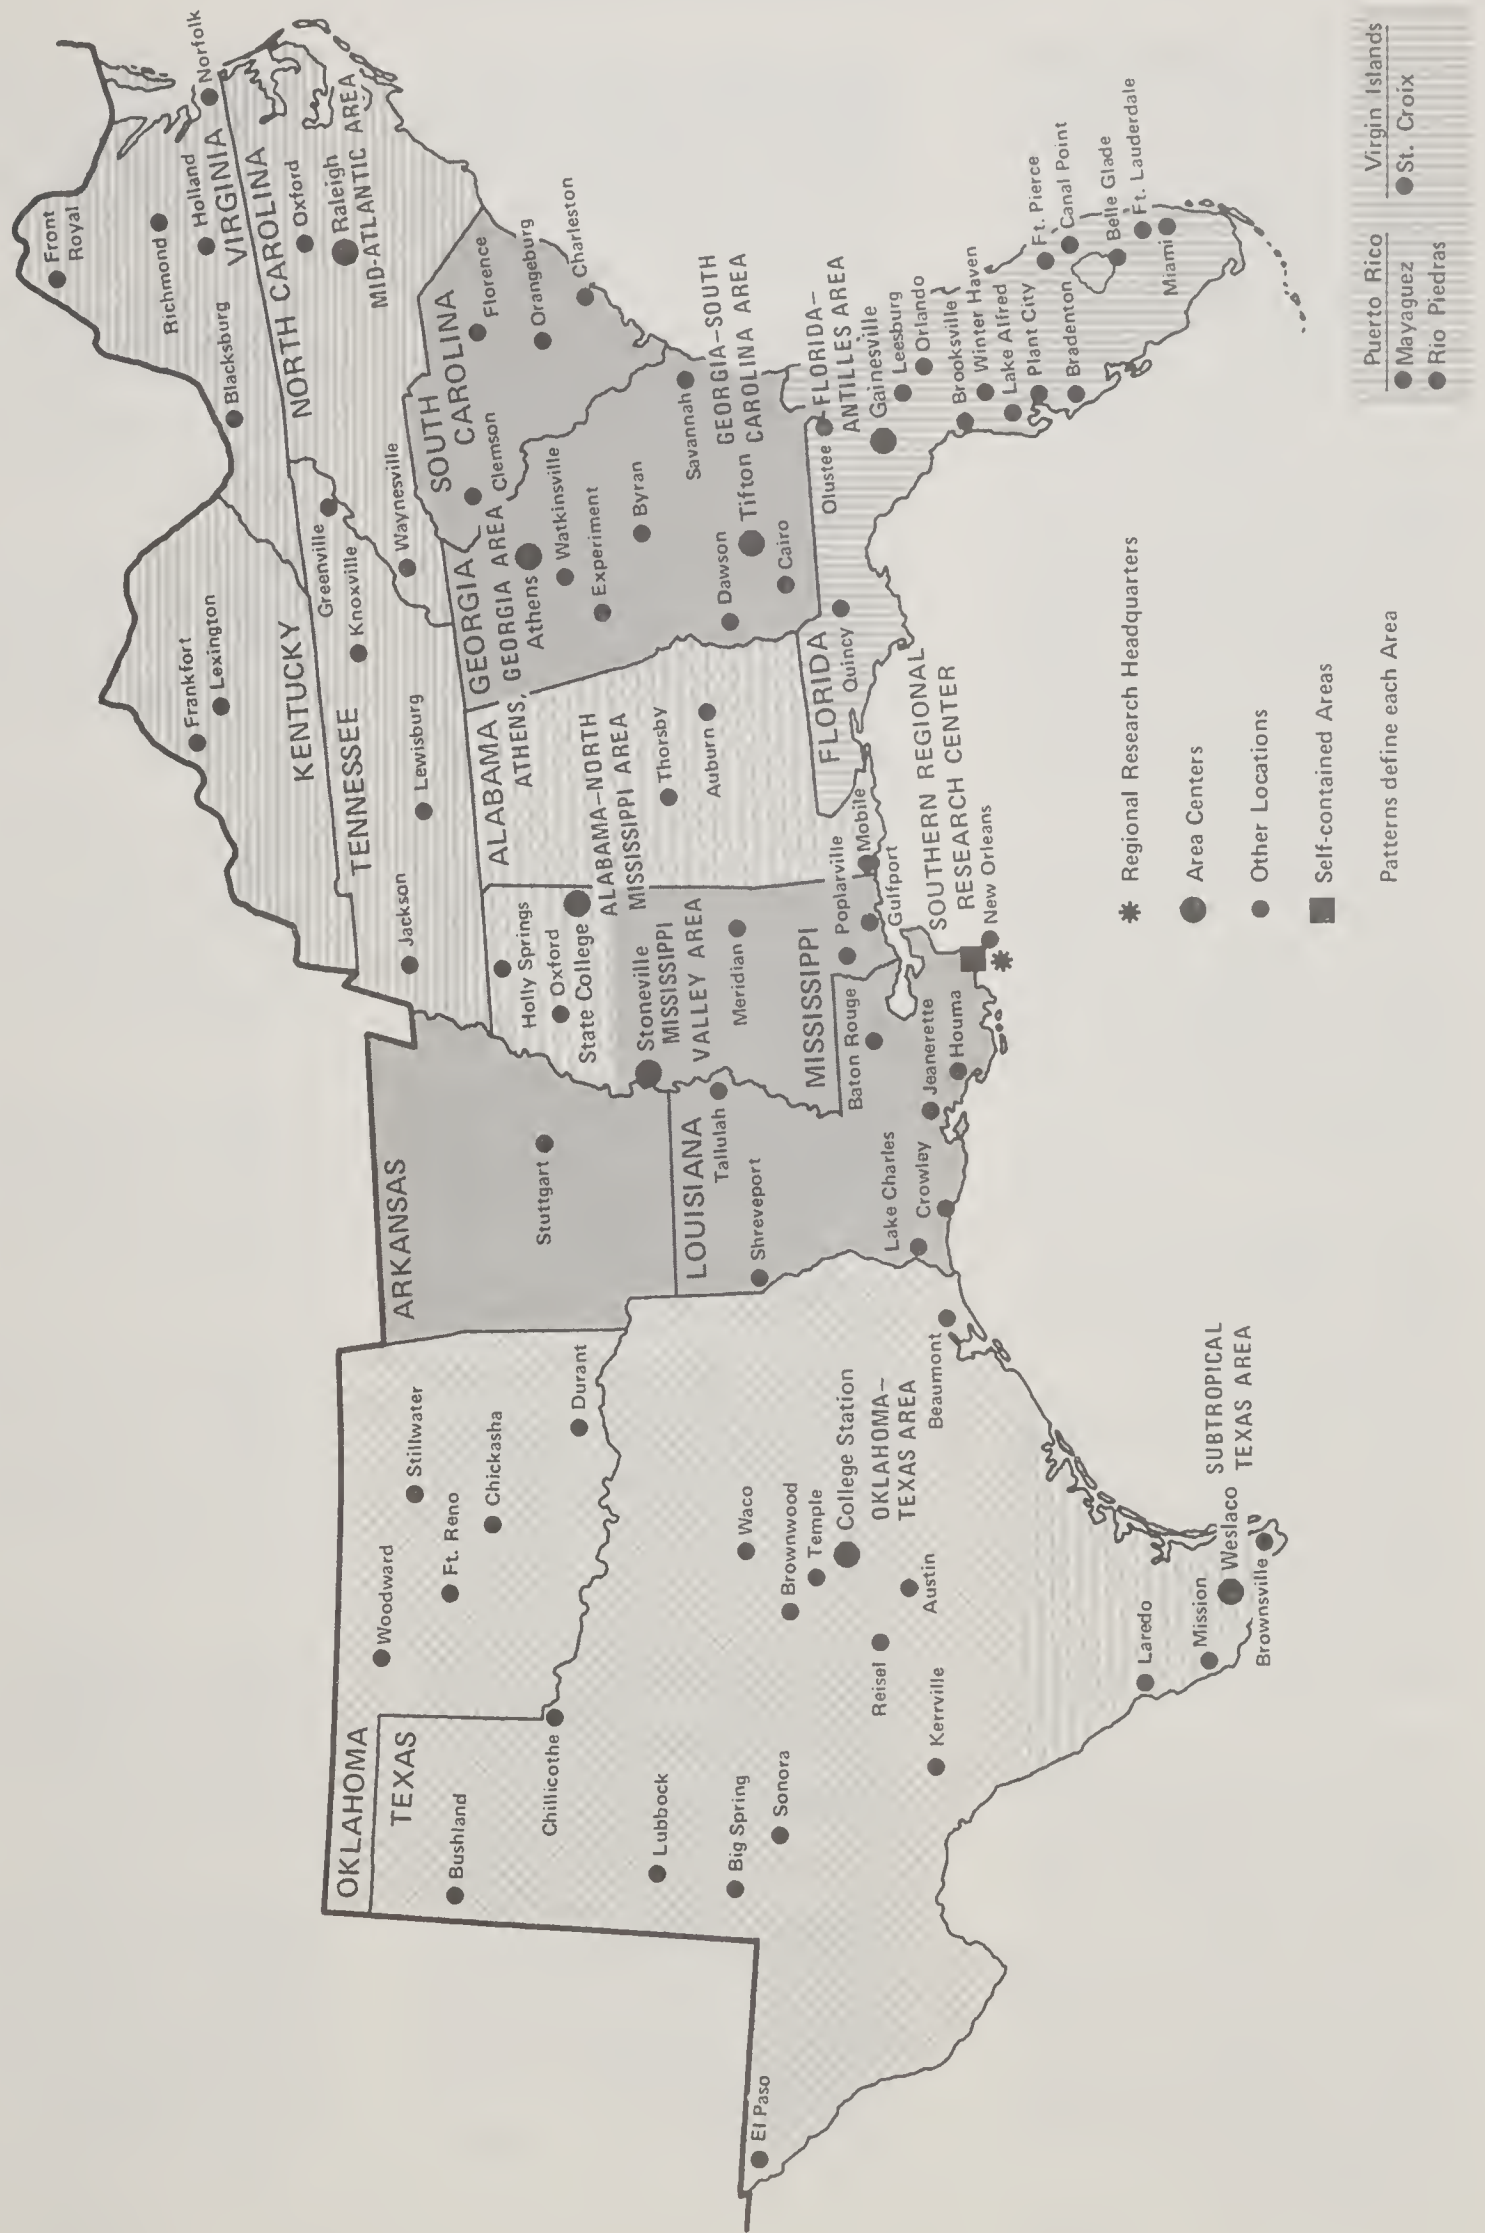 OKLAHOMA
Woodward
Stillwater
Ft. Reno
Chickasha
Durant
TEXAS
Bushland
Chillicothe
Lubbock
Big Spring
Sonora
Waco
Brownwood
Temple
College Station
OKLAHOMA–
TEXAS AREA
Reisel
Austin
Kerrville
Beaumont
El Paso
Laredo
Mission
Weslaco
SUBTROPICAL
TEXAS AREA
Brownsville
ARKANSAS
Stuttgart
LOUISIANA
Tallulah
Shreveport
Lake Charles
Crowley
Baton Rouge
Jeanerette
Houma
SOUTHERN REGIONAL
RESEARCH CENTER
New Orleans
Holly Springs
Oxford
State College
Stoneville
MISSISSIPPI
VALLEY AREA
Meridian
MISSISSIPPI
Poplarville
Gulfport
ALABAMA
ALABAMA–NORTH
MISSISSIPPI AREA
Thorsby
Auburn
Mobile
KENTUCKY
Frankfort
Lexington
TENNESSEE
Jackson
Lewisburg
Knoxville
Greenville
Front
Royal
Richmond
Holland
Norfolk
Blacksburg
VIRGINIA
NORTH CAROLINA
Oxford
Raleigh
MID-ATLANTIC AREA
Waynesville
SOUTH
CAROLINA
Clemson
Florence
Orangeburg
Charleston
GEORGIA
ATHENS, GEORGIA AREA
Athens
Watkinsville
Experiment
Byran
Savannah
GEORGIA–SOUTH
CAROLINA AREA
Dawson
Tifton
Cairo
FLORIDA
Quincy
Olustee
FLORIDA–
ANTILLES AREA
Gainesville
Leesburg
Orlando
Brooksville
Winter Haven
Lake Alfred
Plant City
Bradenton
Ft. Pierce
Canal Point
Belle Glade
Ft. Lauderdale
Miami
Regional Research Headquarters
Area Centers
Other Locations
Self-contained Areas
Patterns define each Area
Puerto Rico
Mayaguez
Rio Piedras
Virgin Islands
St. Croix